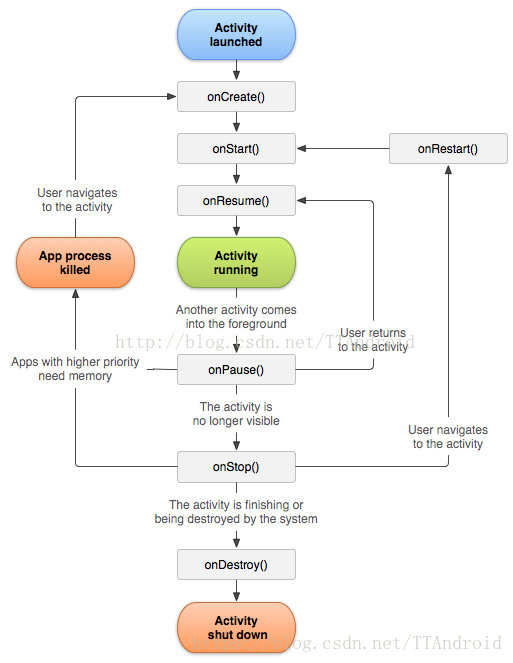 Activity
launched
onCreate()
onStart()
onRestart()
onResume()
User navigates
to the activity
App process
killed
Activity
running
Another activity comes
into the foreground
http://blog.csdn.net/TTAndroid
User returns
to the activity
Apps with higher priority
need memory
onPause()
The activity is
no longer visible
User navigates
to the activity
onStop()
The activity is finishing or
being destroyed by the system
onDestroy()
Activity
shut down
blog.csdn.net/TTAndroid